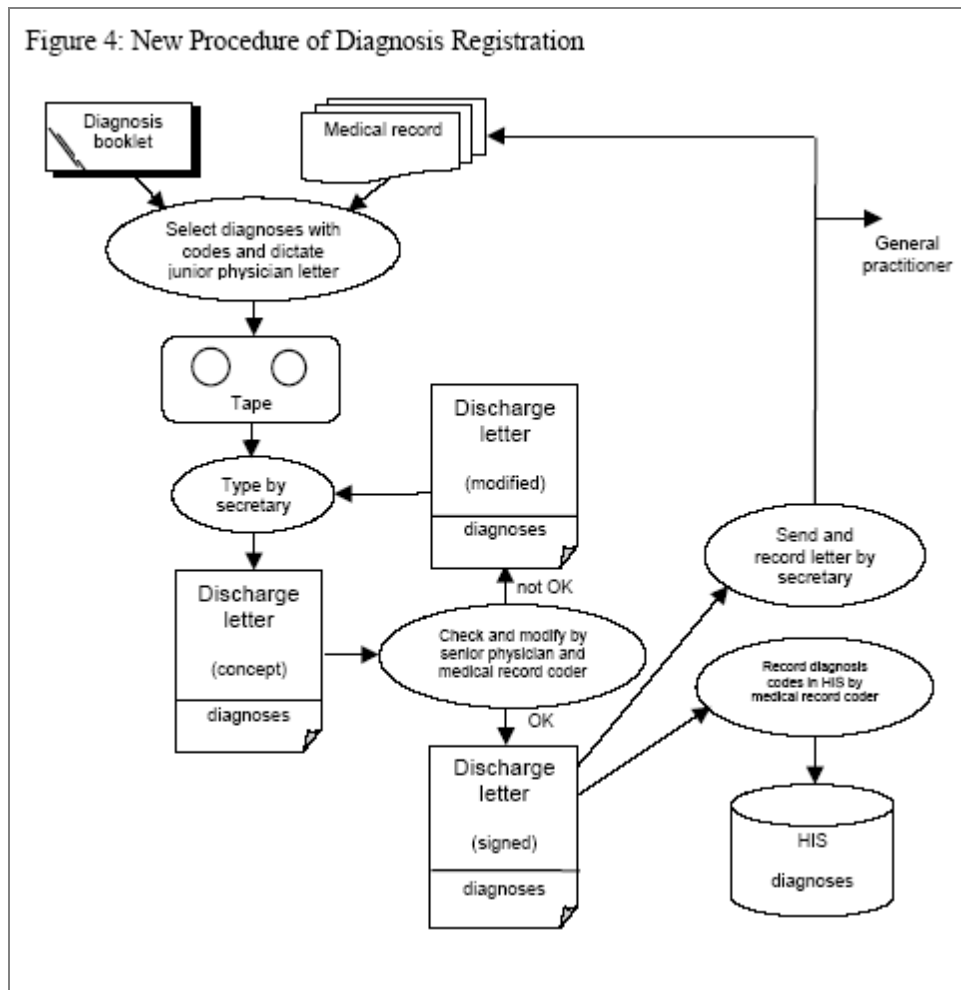 Figure 4: New Procedure of Diagnosis Registration
Diagnosis
booklet
Medical record
Select diagnoses with
codes and dictate
junior physician letter
General
practitioner
Tape
Discharge
letter
(modified)
diagnoses
Type by
secretary
Send and
record letter by
secretary
Discharge
letter
(concept)
diagnoses
not OK
Check and modify by
senior physician and
medical record coder
OK
Record diagnosis
codes in HIS by
medical record coder
Discharge
letter
(signed)
diagnoses
HIS
diagnoses